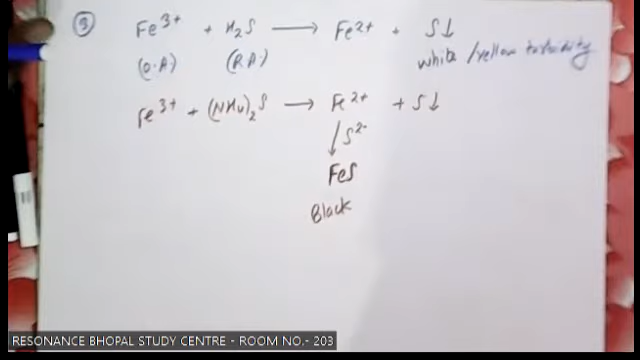 ③ Fe³⁺ + H₂S ⟶ Fe²⁺ + S↓
(O.A) (R.A) white/yellow turbidity
Fe³⁺ + (NH₄)₂S ⟶ Fe²⁺ + S↓
↓ S²⁻
FeS
Black
RESONANCE BHOPAL STUDY CENTRE - ROOM NO.- 203